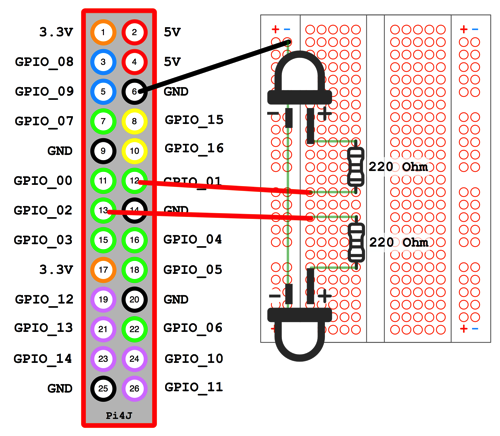 3.3V 1 2 5V
GPIO_08 3 4 5V
GPIO_09 5 6 GND
GPIO_07 7 8 GPIO_15
GND 9 10 GPIO_16
GPIO_00 11 12 GPIO_01
GPIO_02 13 14 GND
GPIO_03 15 16 GPIO_04
3.3V 17 18 GPIO_05
GPIO_12 19 20 GND
GPIO_13 21 22 GPIO_06
GPIO_14 23 24 GPIO_10
GND 25 26 GPIO_11
Pi4J
+ - + -
- +
220 Ohm
220 Ohm
- +
+ + -